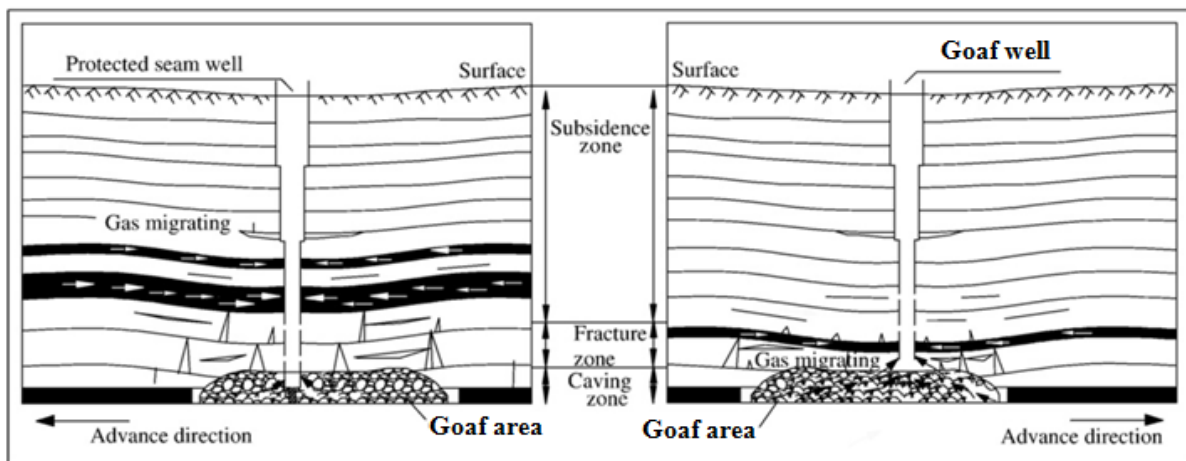 Protected seam well
Surface
Gas migrating
Goaf area
Advance direction
Subsidence
zone
Fracture
zone
Caving
zone
Goaf well
Surface
Gas migrating
Goaf area
Advance direction